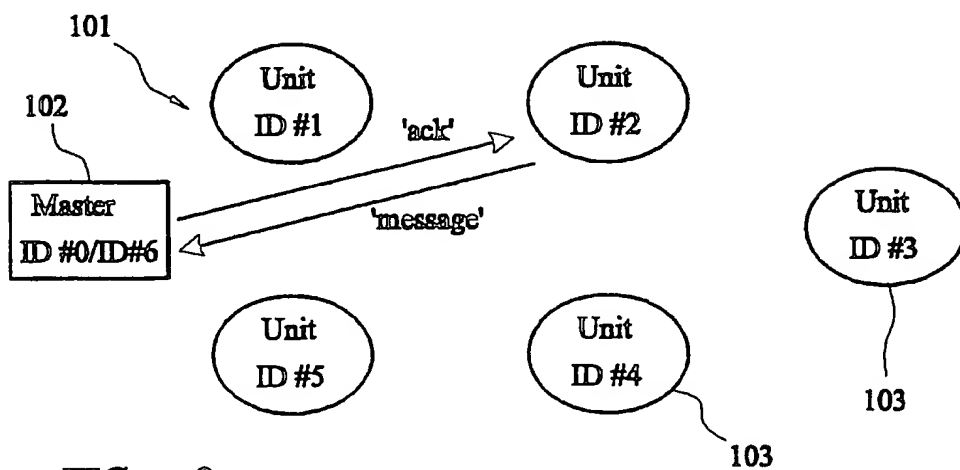 101
102
Unit
ID #1
Unit
ID #2
'ack'
Master
ID #0/ID#6
'message'
Unit
ID #3
Unit
ID #5
Unit
ID #4
103
103